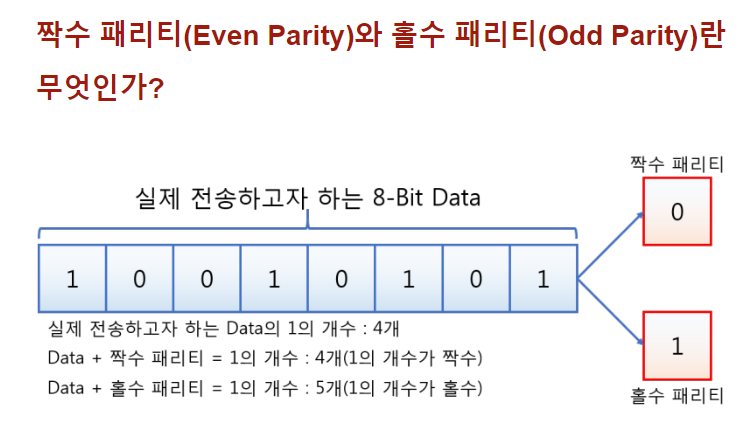 짝수 패리티(Even Parity)와 홀수 패리티(Odd Parity)란
무엇인가?
짝수 패리티
실제 전송하고자 하는 8-Bit Data
0
1 0 0 1 0 1 0 1
실제 전송하고자 하는 Data의 1의 개수 : 4개
1
Data + 짝수 패리티 = 1의 개수 : 4개(1의 개수가 짝수)
Data + 홀수 패리티 = 1의 개수 : 5개(1의 개수가 홀수)
홀수 패리티